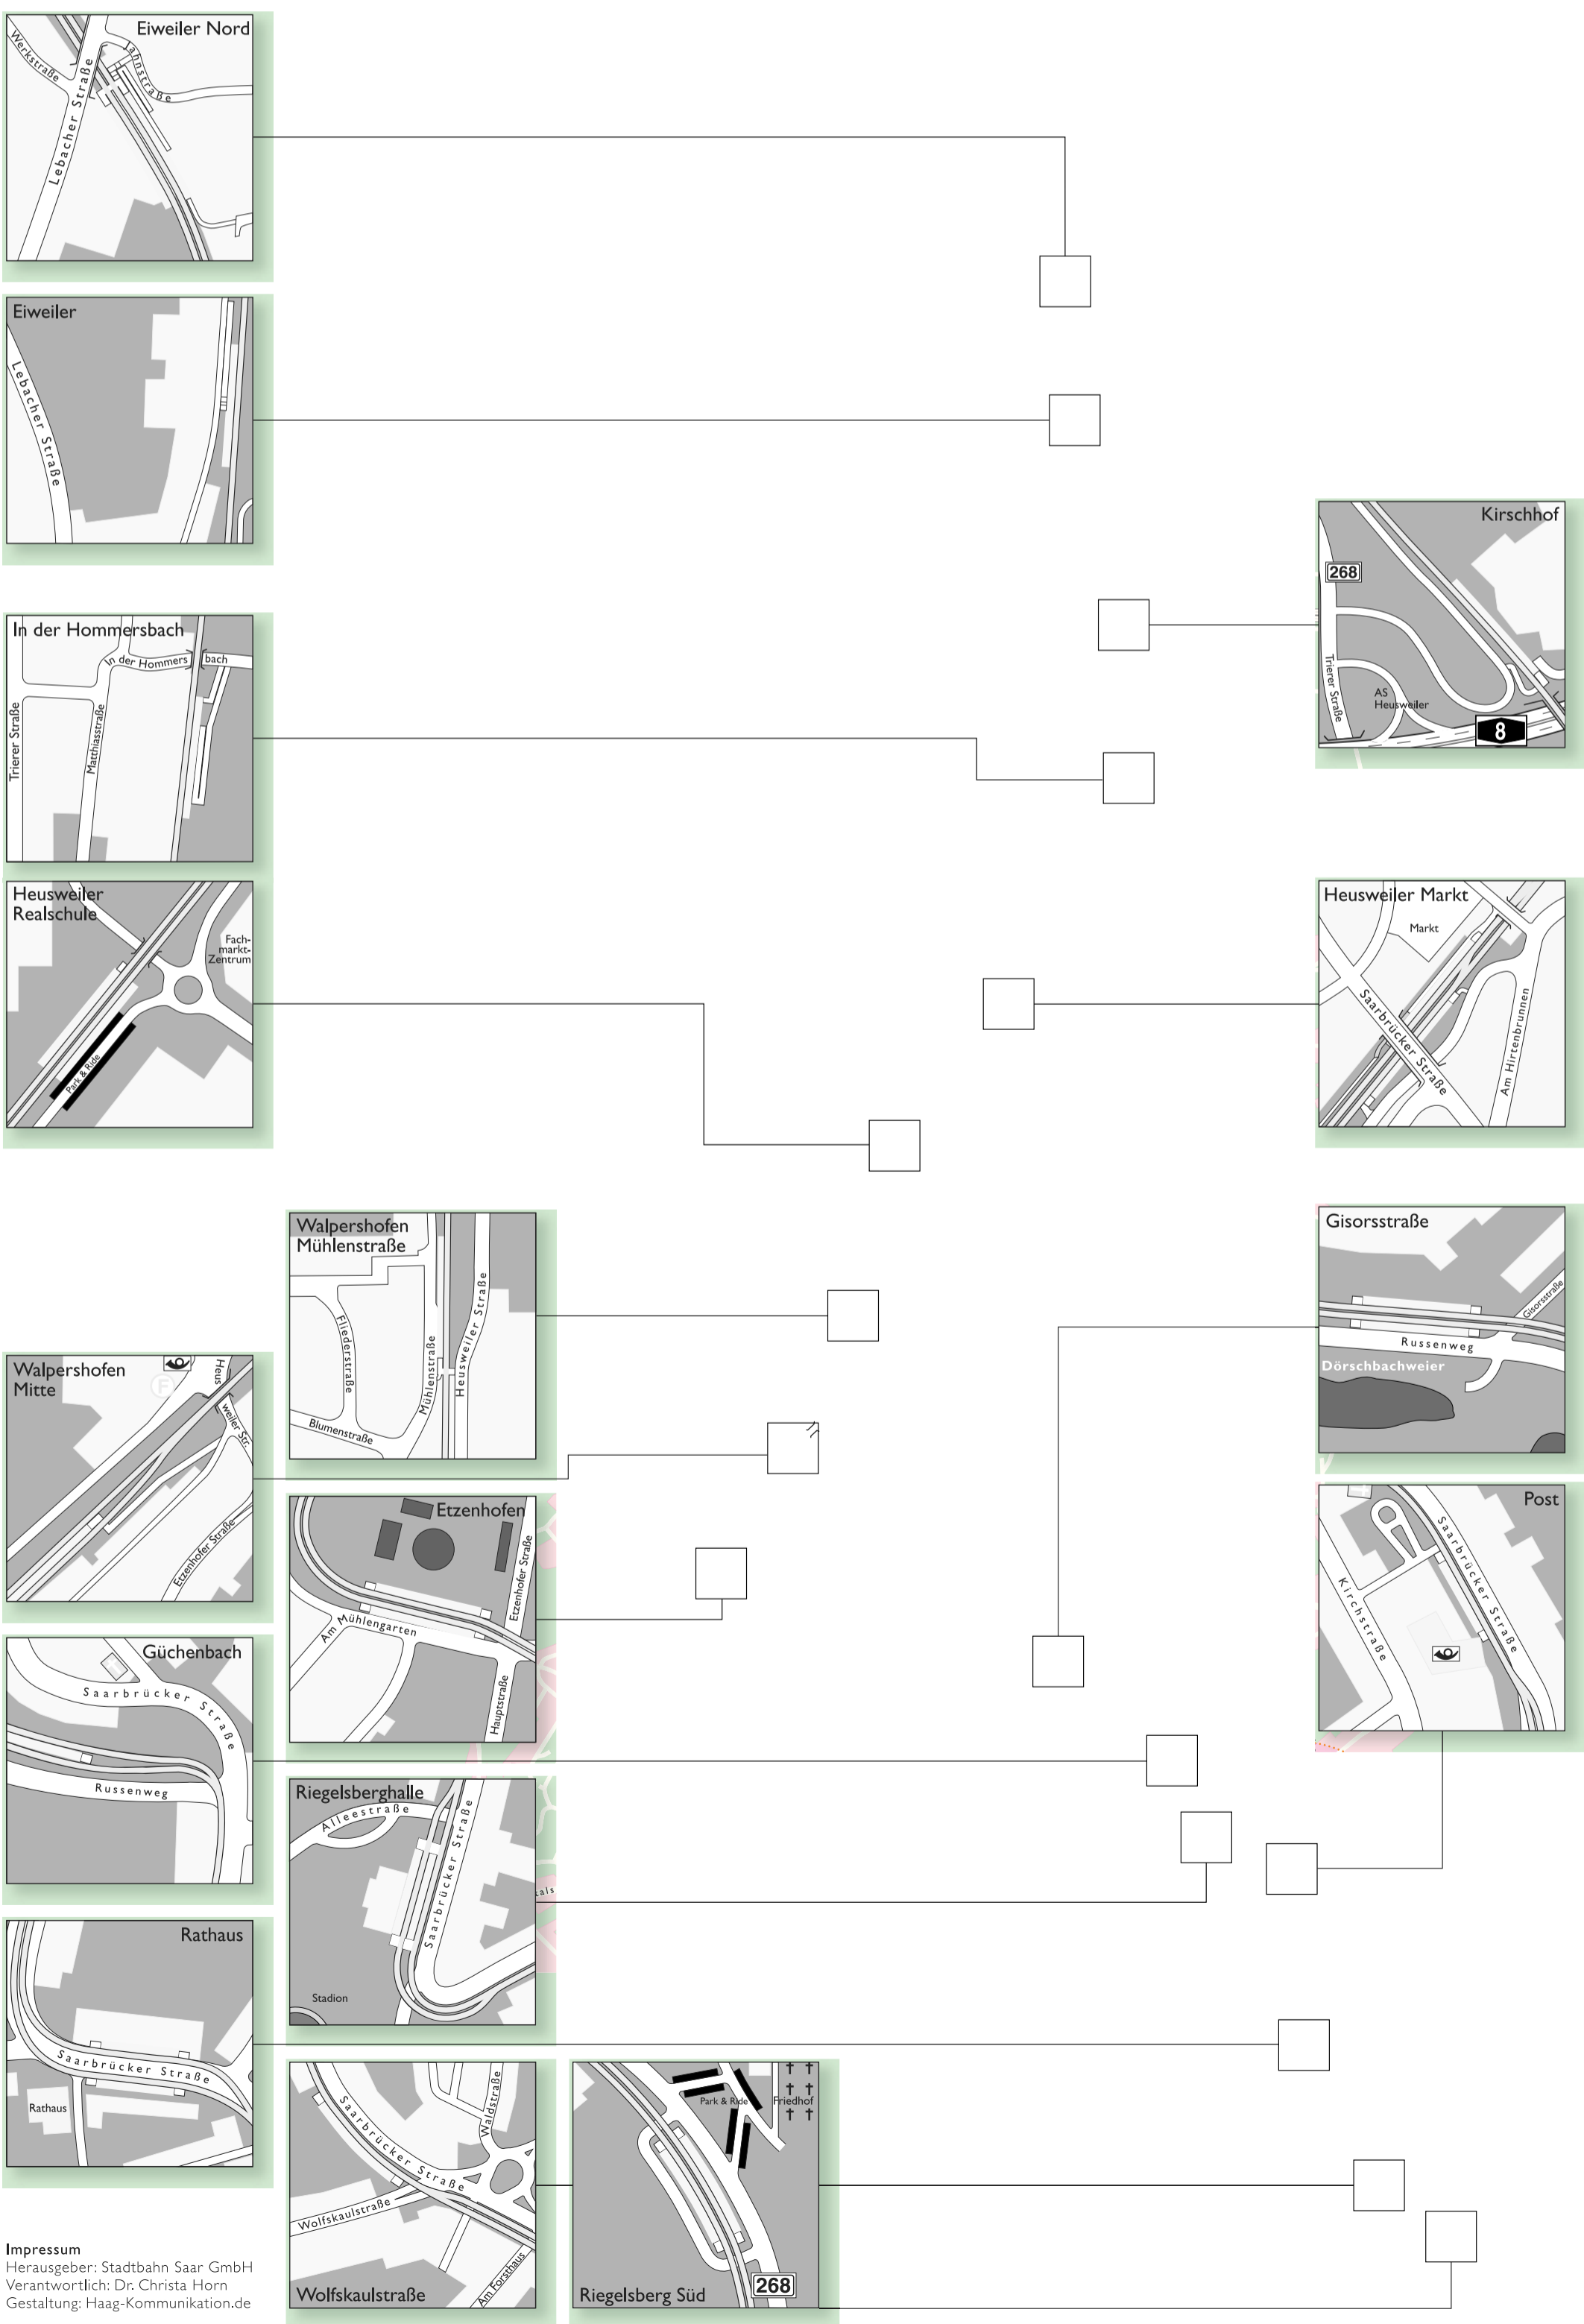 Eiweiler Nord
Werkstraße
Jahnstraße
Lebacher Straße
Eiweiler
Lebacher Straße
Kirschhof
268
Trierer Straße
AS
Heusweiler
8
In der Hommersbach
In der Hommers bach
Trierer Straße
Matthiasstraße
Heusweiler
Realschule
Fach-
markt-
Zentrum
Park & Ride
Heusweiler Markt
Markt
Saarbrücker Straße
Am Hirtenbrunnen
Walpershofen
Mühlenstraße
Fliederstraße
Mühlenstraße
Heusweiler Straße
Blumenstraße
Gisorsstraße
Gisorsstraße
Russenweg
Dörschbachweier
Walpershofen
Mitte
F
Heus
weiler Str.
Etzenhofer Straße
Etzenhofen
Etzenhofer Straße
Am Mühlengarten
Hauptstraße
Post
Saarbrücker Straße
Kirchstraße
Güchenbach
Saarbrücker Straße
Russenweg
Riegelsberghalle
Alleestraße
Saarbrücker Straße
Stadion
tals
Rathaus
Saarbrücker Straße
Rathaus
Saarbrücker Straße
Waldstraße
Wolfskaulstraße
Am Forsthaus
Wolfskaulstraße
Park & Ride
Friedhof
268
Riegelsberg Süd
Impressum
Herausgeber: Stadtbahn Saar GmbH
Verantwortlich: Dr. Christa Horn
Gestaltung: Haag-Kommunikation.de